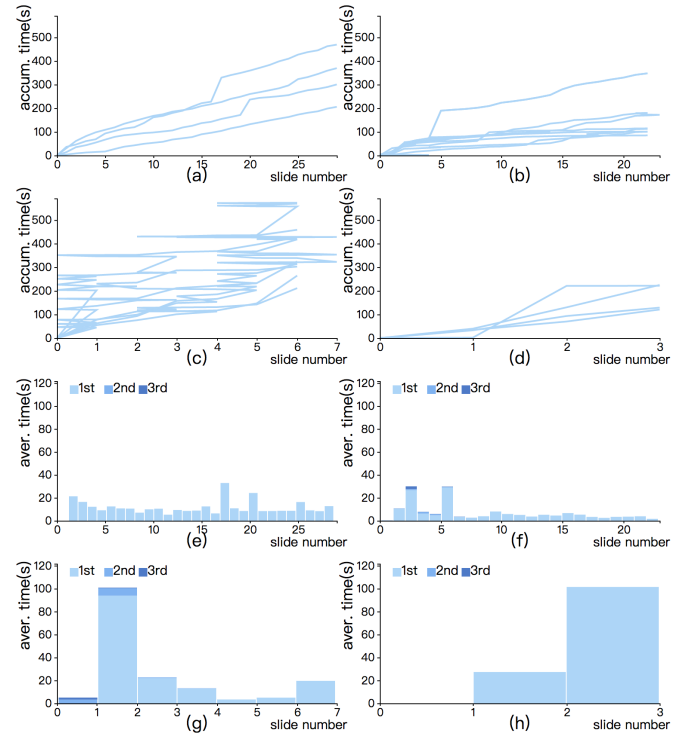 accum. time(s)
500
400
300
200
100
0
0 5 10 15 20 25
slide number
(a)
accum. time(s)
500
400
300
200
100
0
0 5 10 15 20
slide number
(b)
accum. time(s)
500
400
300
200
100
0
0 1 2 3 4 5 6 7
slide number
(c)
accum. time(s)
500
400
300
200
100
0
0 1 2 3
slide number
(d)
aver. time(s)
120
100
80
60
40
20
0
1st 2nd 3rd
0 5 10 15 20 25
slide number
(e)
aver. time(s)
120
100
80
60
40
20
0
1st 2nd 3rd
0 5 10 15 20
slide number
(f)
aver. time(s)
120
100
80
60
40
20
0
1st 2nd 3rd
0 1 2 3 4 5 6 7
slide number
(g)
aver. time(s)
120
100
80
60
40
20
0
1st 2nd 3rd
0 1 2 3
slide number
(h)